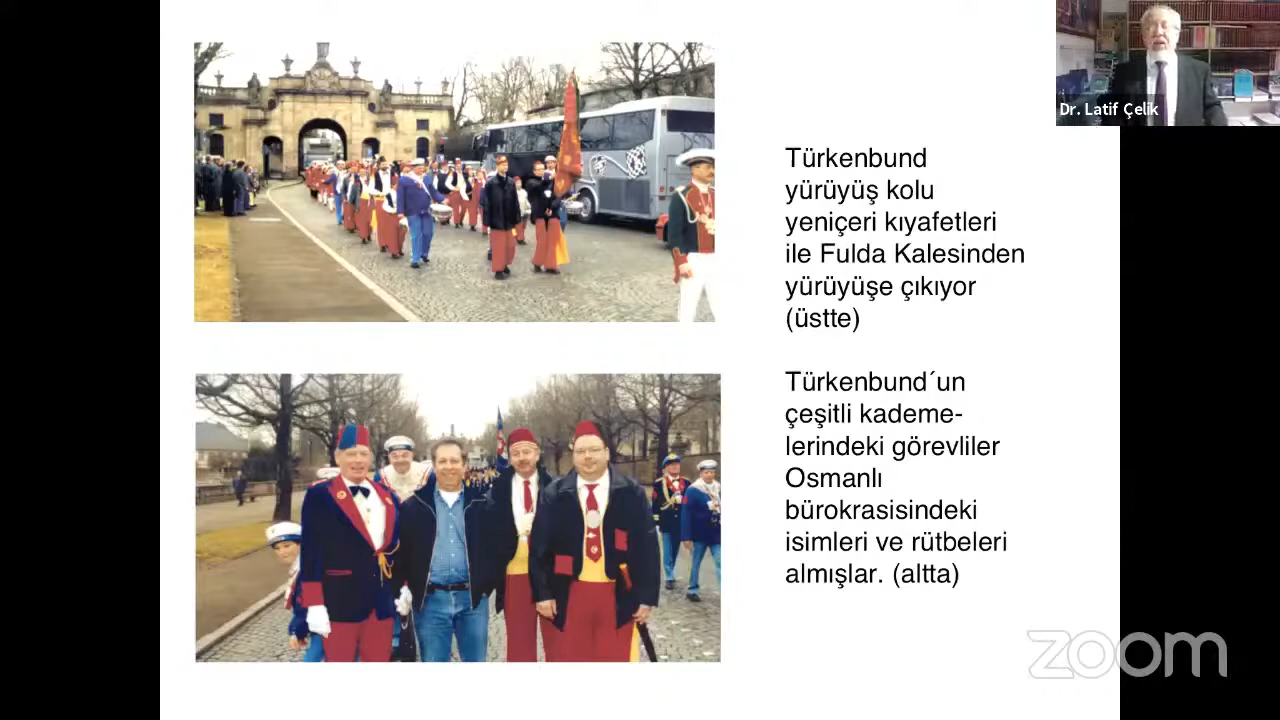 Dr. Latif Çelik
Türkenbund
yürüyüş kolu
yeniçeri kıyafetleri
ile Fulda Kalesinden
yürüyüşe çıkıyor
(üstte)
Türkenbund´un
çeşitli kademe-
lerindeki görevliler
Osmanlı
bürokrasisindeki
isimleri ve rütbeleri
almışlar. (altta)
zoom